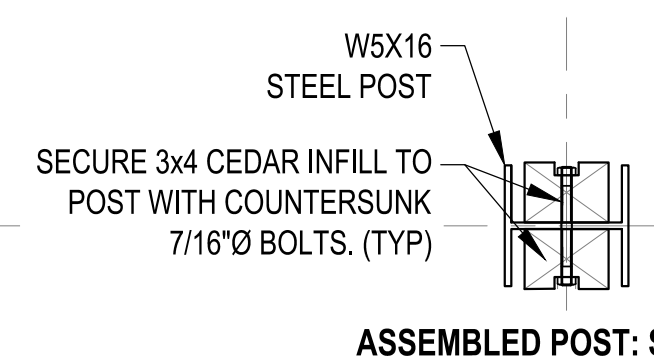 W5X16
STEEL POST
SECURE 3x4 CEDAR INFILL TO
POST WITH COUNTERSUNK
7/16"Ø BOLTS. (TYP)
ASSEMBLED POST: